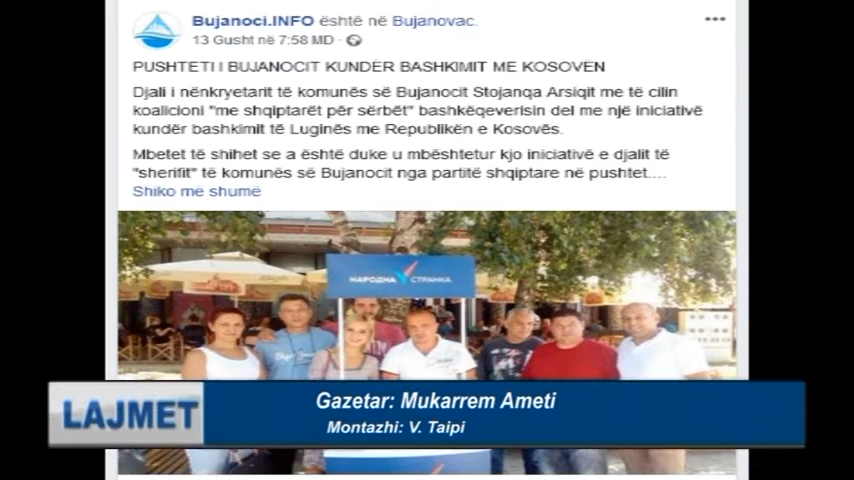 Bujanoci.INFO është në Bujanovac.
13 Gusht në 7:58 MD ·
PUSHTETI I BUJANOCIT KUNDER BASHKIMIT ME KOSOVEN
Djali i nënkryetarit të komunës së Bujanocit Stojanqa Arsiqit me të cilin
koalicioni "me shqiptarët për sërbët" bashkëqeverisin del me një iniciativë
kundër bashkimit të Luginës me Republikën e Kosovës.
Mbetet të shihet se a është duke u mbështetur kjo iniciativë e djalit të
"sherifit" të komunës së Bujanocit nga partitë shqiptare në pushtet....
Shiko më shumë
НАРОДНА СТРАНКА
LAJMET
Gazetar: Mukarrem Ameti
Montazhi: V. Taipi